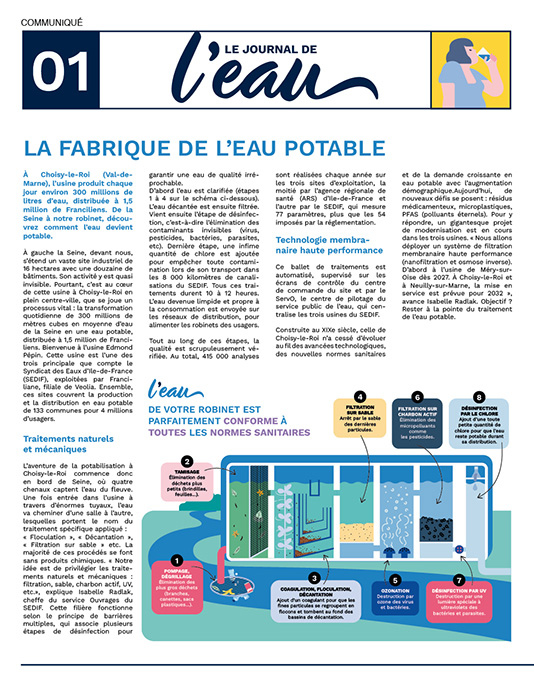 COMMUNIQUÉ
01
LE JOURNAL DE
l'eau
LA FABRIQUE DE L'EAU POTABLE
À Choisy-le-Roi (Val-de-
Marne), l'usine produit chaque
jour environ 300 millions de
litres d'eau, distribuée à 1,5
million de Franciliens. De la
Seine à notre robinet, décou-
vrez comment l'eau devient
potable.
À gauche la Seine, devant nous,
s'étend un vaste site industriel de
16 hectares avec une douzaine de
bâtiments. Son activité y est quasi
invisible. Pourtant, c'est au cœur
de cette usine à Choisy-le-Roi en
plein centre-ville, que se joue un
processus vital : la transformation
quotidienne de 300 millions de
mètres cubes en moyenne d'eau
de la Seine en une eau potable,
distribuée à 1,5 million de Franci-
liens. Bienvenue à l'usine Edmond
Pépin. Cette usine est l'une des
trois principale que compte le
Syndicat des Eaux d'Ile-de-France
(SEDIF), exploitées par Franci-
liane, filiale de Veolia. Ensemble,
ces sites couvrent la production
et la distribution en eau potable
de 133 communes pour 4 millions
d'usagers.
Traitements naturels
et mécaniques
L'aventure de la potabilisation à
Choisy-le-Roi commence donc
en bord de Seine, où quatre
chenaux captent l'eau du fleuve.
Une fois entrée dans l'usine à
travers d'énormes tuyaux, l'eau
va cheminer d'une salle à l'autre,
lesquelles portent le nom du
traitement spécifique appliqué :
« Floculation », « Décantation »,
« Filtration sur sable » etc. La
majorité de ces procédés se font
sans produits chimiques. « Notre
idée est de privilégier les traite-
ments naturels et mécaniques :
filtration, sable, charbon actif, UV,
etc.», explique Isabelle Radlak,
cheffe du service Ouvrages du
SEDIF. Cette filière fonctionne
selon le principe de barrières
multiples, qui associe plusieurs
étapes de désinfection pour
garantir une eau de qualité irré-
prochable.
D'abord l'eau est clarifiée (étapes
1 à 4 sur le schéma ci-dessous).
L'eau décantée est ensuite filtrée.
Vient ensuite l'étape de désinfec-
tion, c'est-à-dire l'élimination des
contaminants invisibles (virus,
pesticides, bactéries, parasites,
etc). Dernière étape, une infime
quantité de chlore est ajoutée
pour empêcher toute contami-
nation lors de son transport dans
les 8 000 kilomètres de canali-
sations du SEDIF. Tous ces trai-
tements durent 10 à 12 heures.
L'eau devenue limpide et propre à
la consommation est envoyée sur
les réseaux de distribution, pour
alimenter les robinets des usagers.
Tout au long de ces étapes, la
qualité est scrupuleusement vé-
rifiée. Au total, 415 000 analyses
sont réalisées chaque année sur
les trois sites d'exploitation, la
moitié par l'agence régionale de
santé (ARS) d'Ile-de-France et
l'autre par le SEDIF, qui mesure
77 paramètres, plus que les 54
imposés par la règlementation.
Technologie membra-
naire haute performance
Ce ballet de traitements est
automatisé, supervisé sur les
écrans de contrôle du centre
de commande du site et par le
ServO, le centre de pilotage du
service public de l'eau, qui cen-
tralise les trois usines du SEDIF.
Construite au XIXe siècle, celle de
Choisy-le-Roi n'a cessé d'évoluer
au fil des avancées technologiques,
des nouvelles normes sanitaires
et de la demande croissante en
eau potable avec l'augmentation
démographique.Aujourd'hui, de
nouveaux défis se posent : résidus
médicamenteux, microplastiques,
PFAS (polluants éternels). Pour y
répondre, un gigantesque projet
de modernisation est en cours
dans les trois usines. « Nous allons
déployer un système de filtration
membranaire haute performance
(nanofiltration et osmose inverse).
D'abord à l'usine de Méry-sur-
Oise dès 2027. À Choisy-le-Roi et
à Neuilly-sur-Marne, la mise en
service est prévue pour 2032 »,
avance Isabelle Radlak. Objectif ?
Rester à la pointe du traitement
de l'eau potable.
l'eau
DE VOTRE ROBINET EST
PARFAITEMENT CONFORME À
TOUTES LES NORMES SANITAIRES
1
POMPAGE,
DÉGRILLAGE
Élimination des
plus gros déchets
(branches,
canettes, sacs
plastiques...).
2
TAMISAGE
Élimination des
déchets plus
petits (brindilles,
feuilles...).
3
COAGULATION, FLOCULATION,
DÉCANTATION
Ajout d'un coagulant pour que les
fines particules se regroupent en
flocons et tombent au fond des
bassins de décantation.
4
FILTRATION
SUR SABLE
Arrêt par le sable
des dernières
particules.
5
OZONATION
Destruction par
ozone des virus
et bactéries.
6
FILTRATION SUR
CHARBON ACTIF
Élimination des
micropolluants
comme
les pesticides.
7
DÉSINFECTION PAR UV
Destruction par une
lumière spéciale à
ultraviolets des
bactéries et parasites.
8
DÉSINFECTION
PAR LE CHLORE
Ajout d'une toute
petite quantité de
chlore pour que l'eau
reste potable durant
sa distribution.